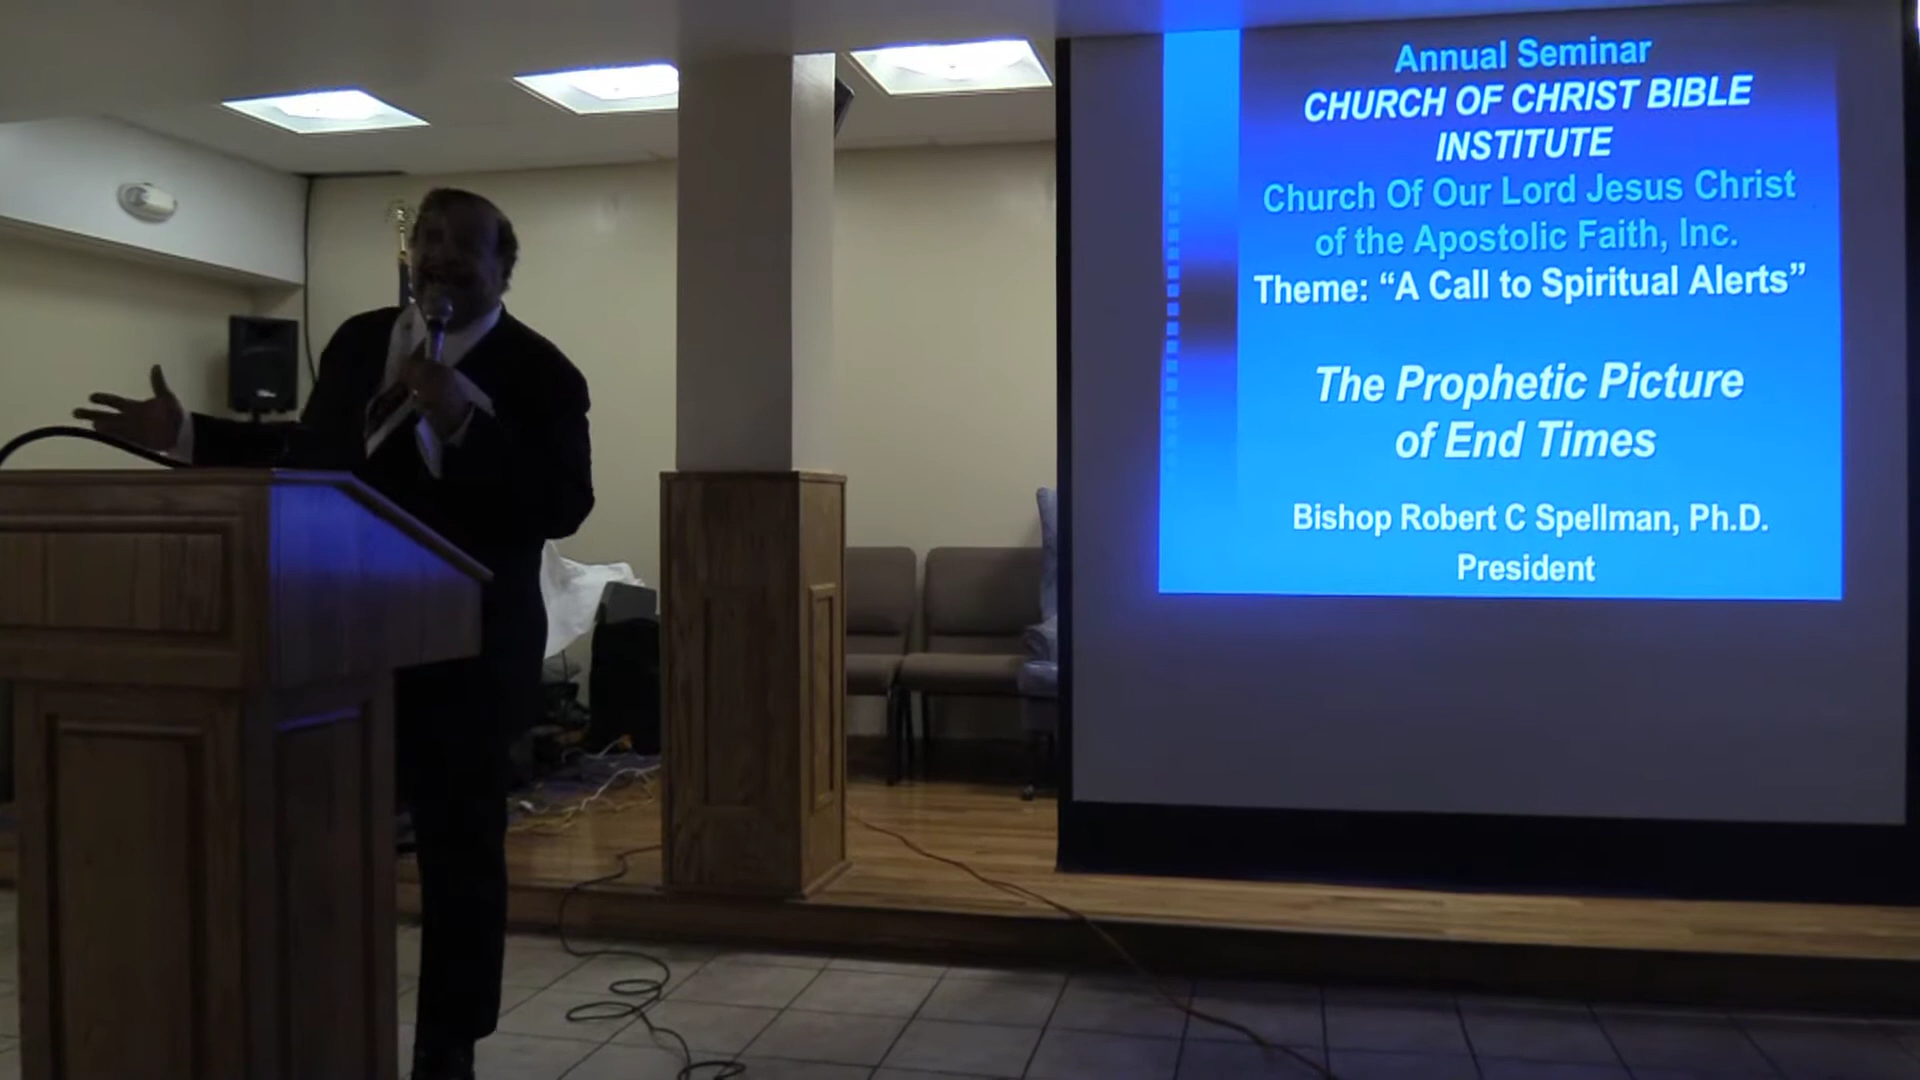 Annual Seminar
CHURCH OF CHRIST BIBLE
INSTITUTE
Church Of Our Lord Jesus Christ
of the Apostolic Faith, Inc.
Theme: “A Call to Spiritual Alerts”
The Prophetic Picture
of End Times
Bishop Robert C Spellman, Ph.D.
President